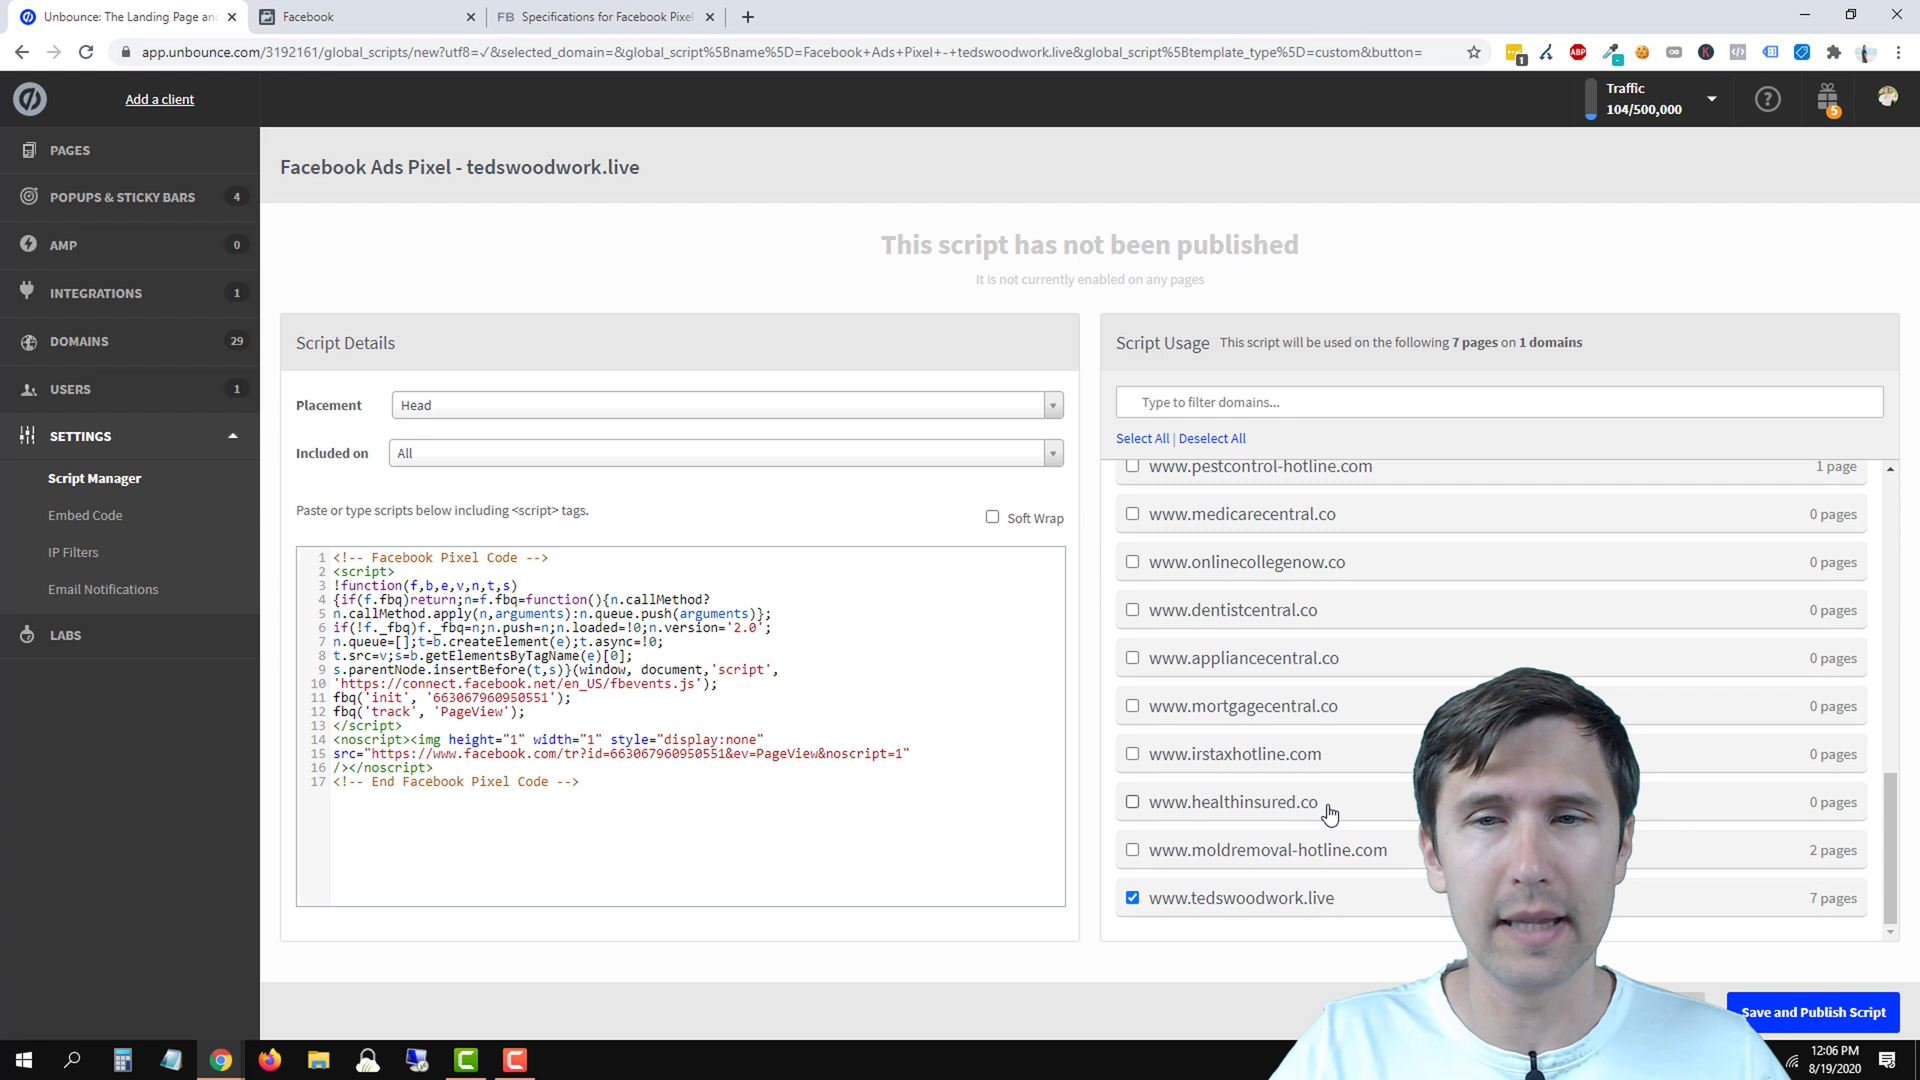 Unbounce: The Landing Page and
Facebook
FB Specifications for Facebook Pixel
app.unbounce.com/3192161/global_scripts/new?utf8=✓&selected_domain=&global_script%5Bname%5D=Facebook+Ads+Pixel+-+tedswoodwork.live&global_script%5Btemplate_type%5D=custom&button=
1
ABP
Add a client
Traffic
104/500,000
?
5
PAGES
POPUPS & STICKY BARS 4
AMP 0
INTEGRATIONS 1
DOMAINS 29
USERS 1
SETTINGS
Script Manager
Embed Code
IP Filters
Email Notifications
LABS
Facebook Ads Pixel - tedswoodwork.live
This script has not been published
It is not currently enabled on any pages
Script Details
Placement Head
Included on All
Paste or type scripts below including <script> tags.
Soft Wrap
1 <!-- Facebook Pixel Code -->
2 <script>
3 !function(f,b,e,v,n,t,s)
4 {if(f.fbq)return;n=f.fbq=function(){n.callMethod?
5 n.callMethod.apply(n,arguments):n.queue.push(arguments)};
6 if(!f._fbq)f._fbq=n;n.push=n;n.loaded=!0;n.version='2.0';
7 n.queue=[];t=b.createElement(e);t.async=!0;
8 t.src=v;s=b.getElementsByTagName(e)[0];
9 s.parentNode.insertBefore(t,s)}(window, document,'script',
10 'https://connect.facebook.net/en_US/fbevents.js');
11 fbq('init', '663067960950551');
12 fbq('track', 'PageView');
13 </script>
14 <noscript><img height="1" width="1" style="display:none"
15 src="https://www.facebook.com/tr?id=663067960950551&ev=PageView&noscript=1"
16 /></noscript>
17 <!-- End Facebook Pixel Code -->
Script Usage This script will be used on the following 7 pages on 1 domains
Type to filter domains...
Select All | Deselect All
www.pestcontrol-hotline.com 1 page
www.medicarecentral.co 0 pages
www.onlinecollegenow.co 0 pages
www.dentistcentral.co 0 pages
www.appliancecentral.co 0 pages
www.mortgagecentral.co 0 pages
www.irstaxhotline.com 0 pages
www.healthinsured.co 0 pages
www.moldremoval-hotline.com 2 pages
www.tedswoodwork.live 7 pages
Save and Publish Script
12:06 PM
8/19/2020